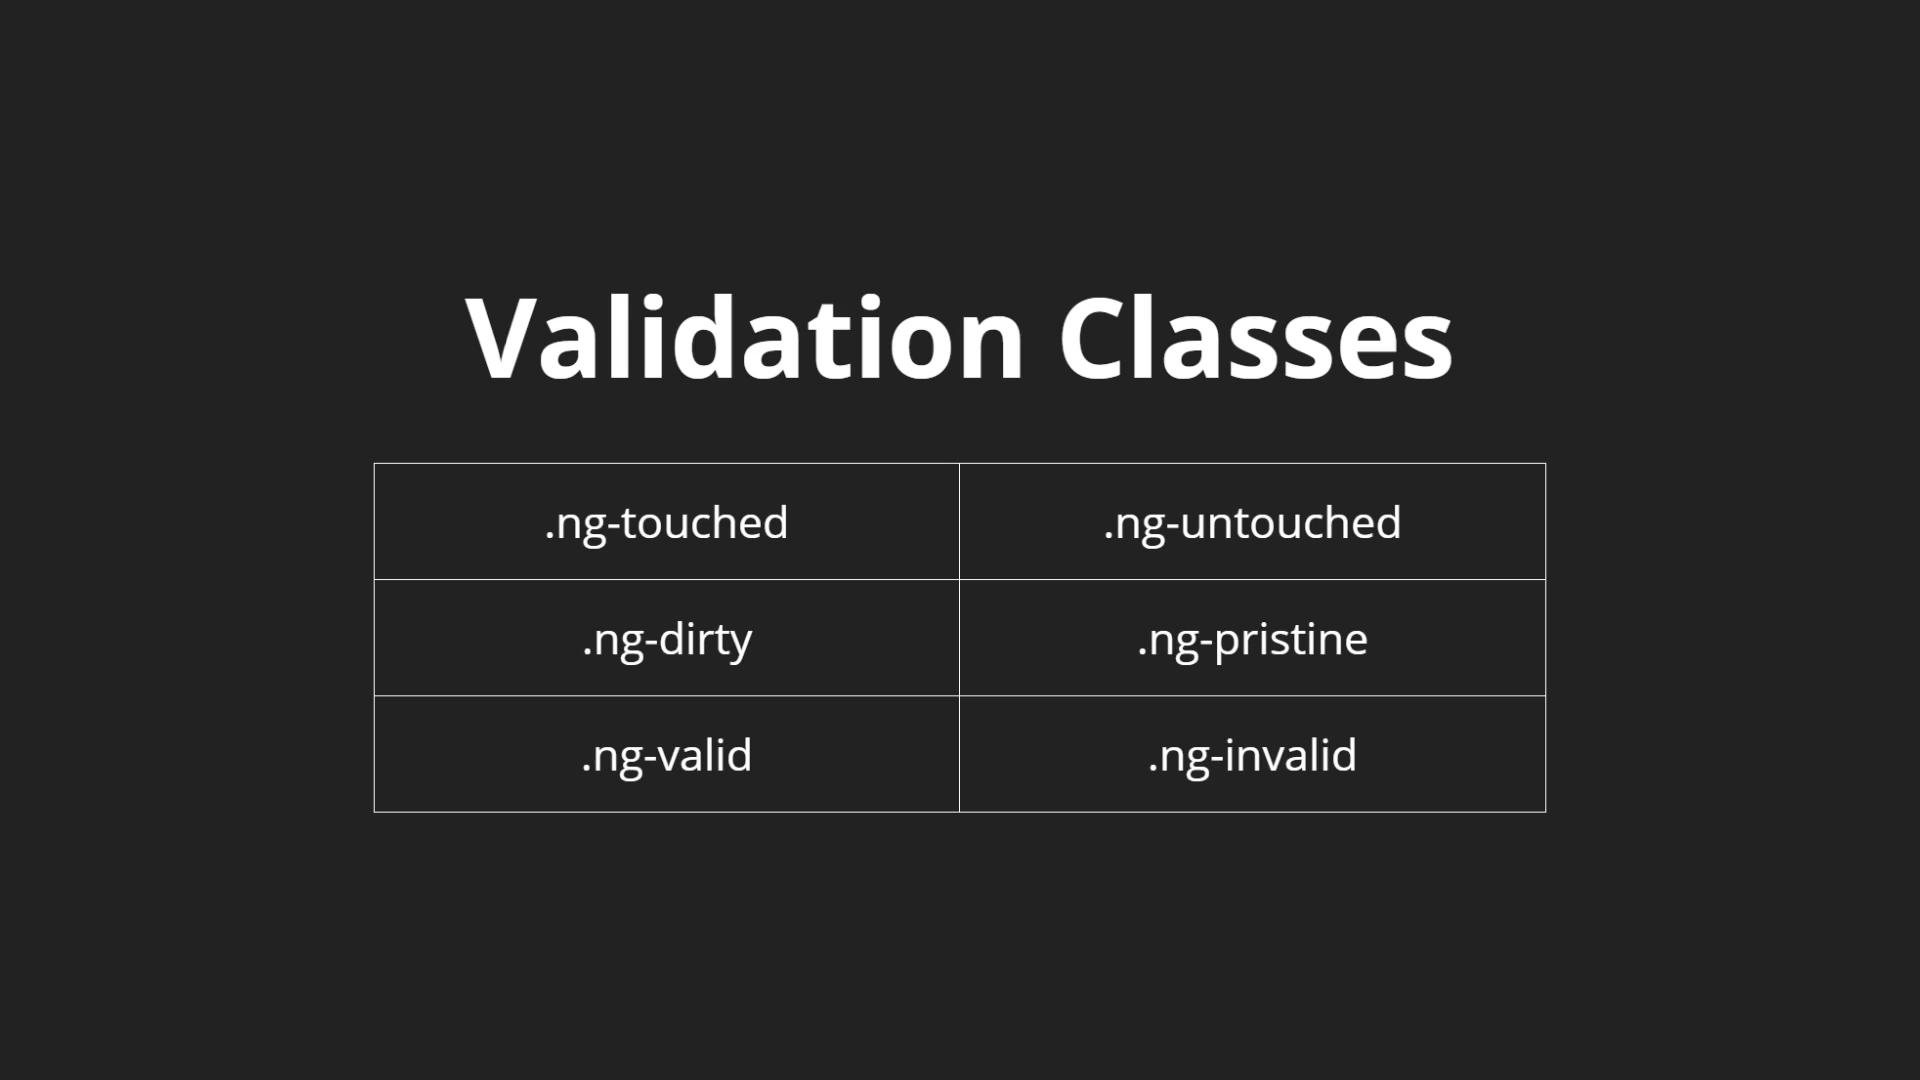 Validation Classes
.ng-touched .ng-untouched
.ng-dirty .ng-pristine
.ng-valid .ng-invalid